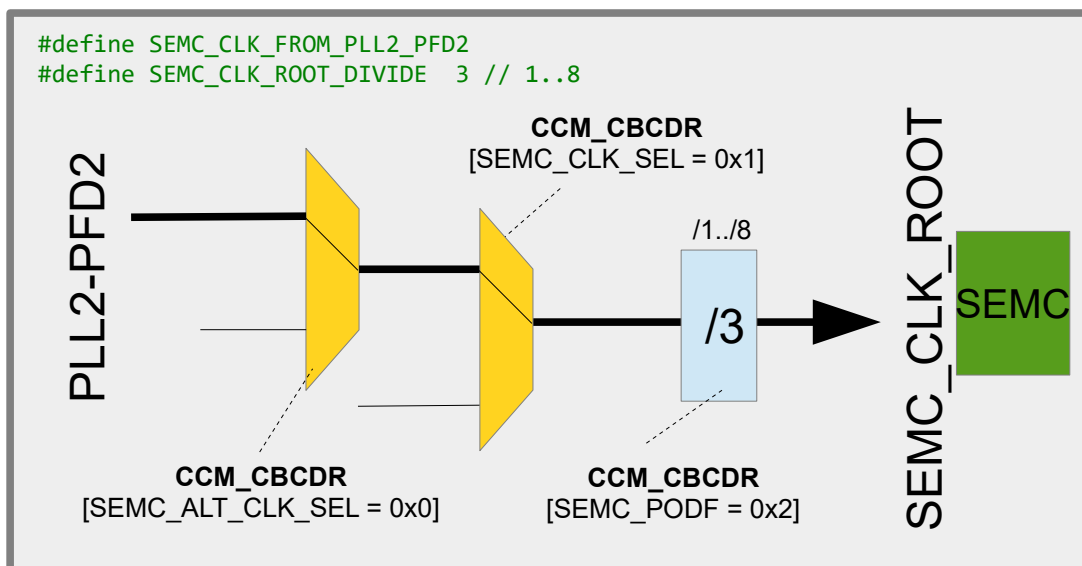 #define SEMC_CLK_FROM_PLL2_PFD2
#define SEMC_CLK_ROOT_DIVIDE  3 // 1..8
PLL2-PFD2
CCM_CBCDR
[SEMC_CLK_SEL = 0x1]
/1../8
/3
SEMC_CLK_ROOT
SEMC
CCM_CBCDR
[SEMC_ALT_CLK_SEL = 0x0]
CCM_CBCDR
[SEMC_PODF = 0x2]